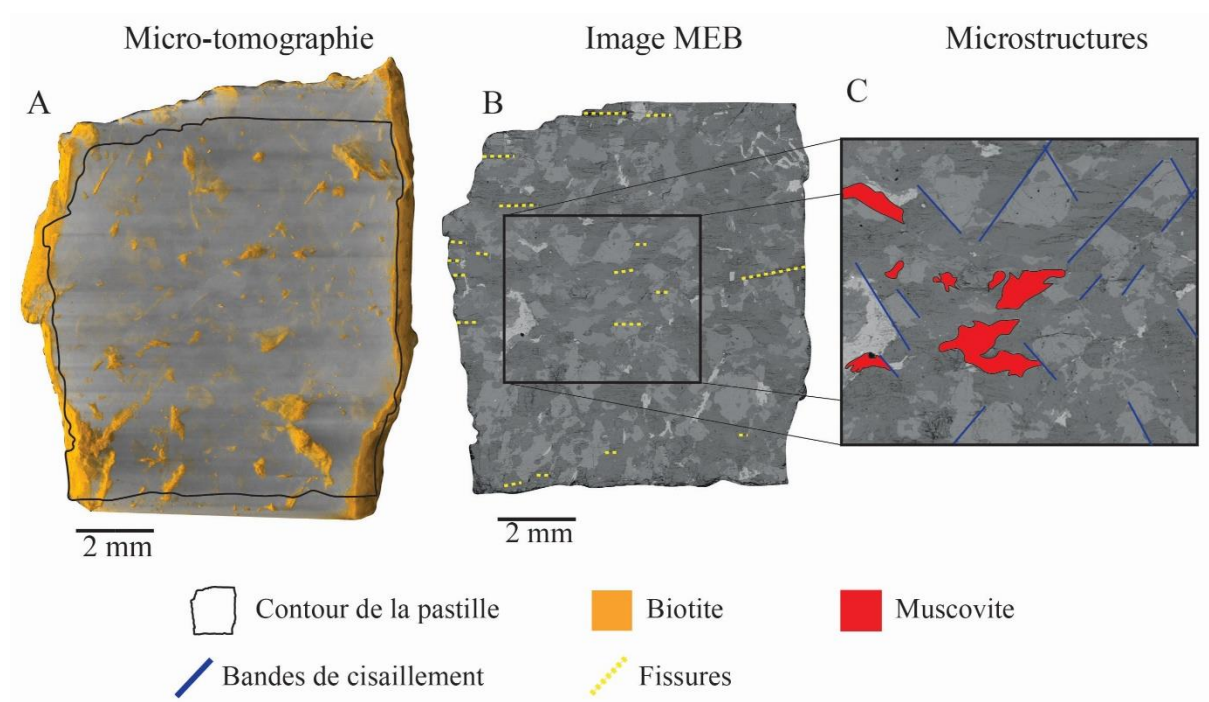 Micro-tomographie
Image MEB
Microstructures
A
B
C
2 mm
2 mm
Contour de la pastille
Biotite
Muscovite
Bandes de cisaillement
Fissures